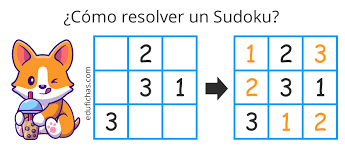 ¿Cómo resolver un Sudoku?
edufichas.com
2
3 1
3
1 2 3
2 3 1
3 1 2